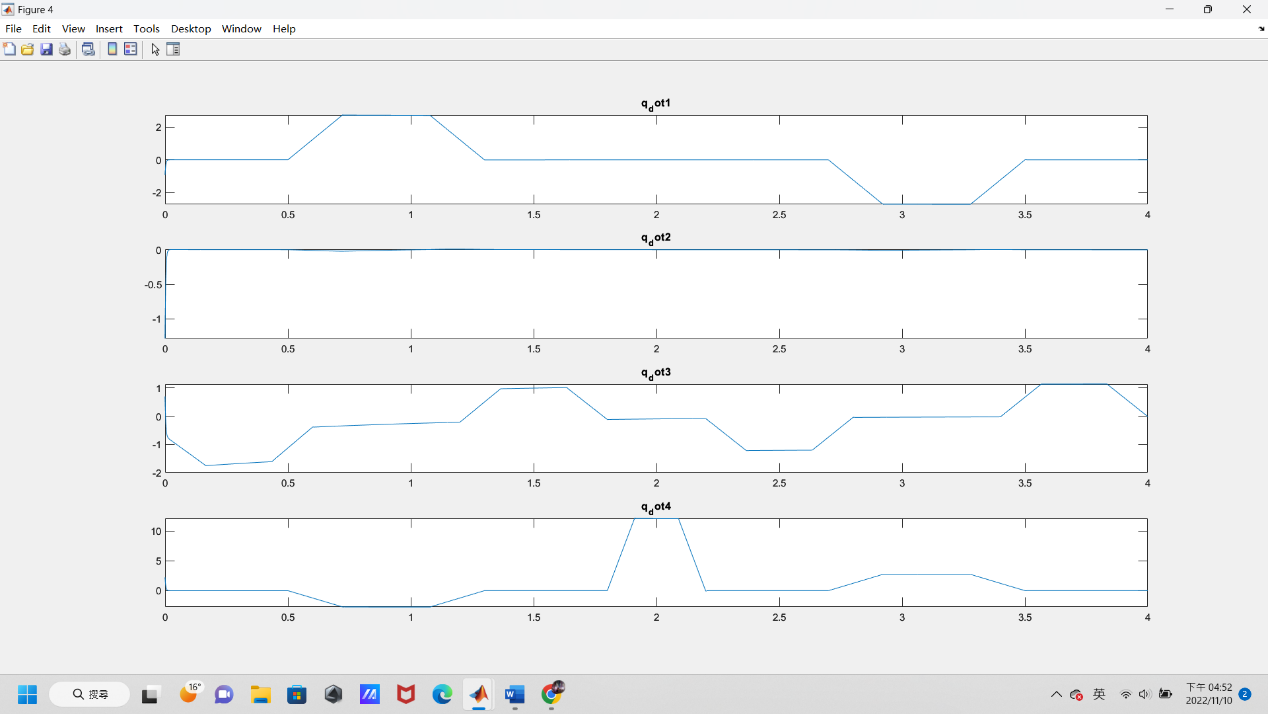 Figure 4
File Edit View Insert Tools Desktop Window Help
q_dot1
2
0
-2
0 0.5 1 1.5 2 2.5 3 3.5 4
q_dot2
0
-0.5
-1
0 0.5 1 1.5 2 2.5 3 3.5 4
q_dot3
1
0
-1
-2
0 0.5 1 1.5 2 2.5 3 3.5 4
q_dot4
10
5
0
0 0.5 1 1.5 2 2.5 3 3.5 4
16°
搜尋
英
下午 04:52
2022/11/10
2